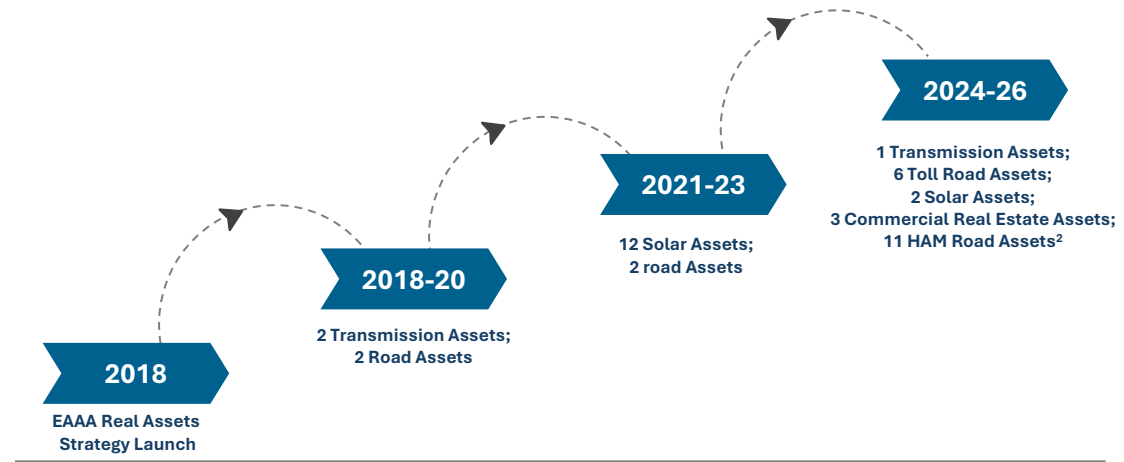 2018
EAAA Real Assets
Strategy Launch
2018-20
2 Transmission Assets;
2 Road Assets
2021-23
12 Solar Assets;
2 road Assets
2024-26
1 Transmission Assets;
6 Toll Road Assets;
2 Solar Assets;
3 Commercial Real Estate Assets;
11 HAM Road Assets²